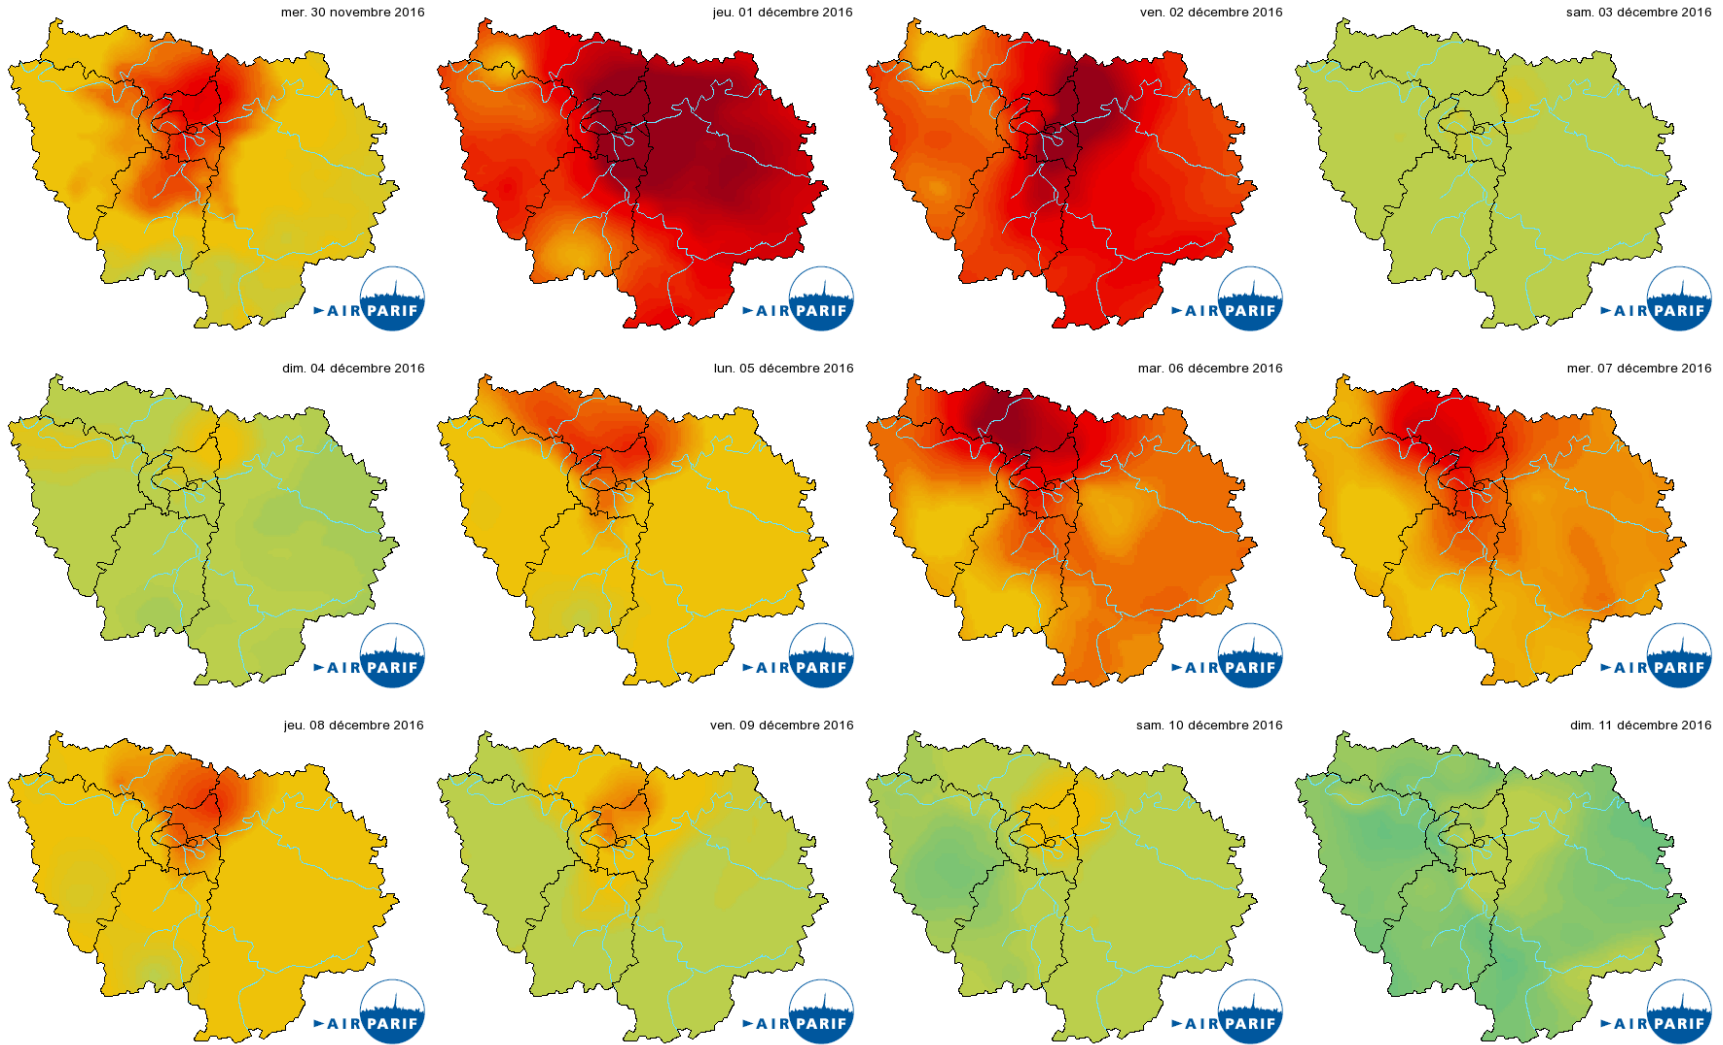 mer. 30 novembre 2016
jeu. 01 décembre 2016
ven. 02 décembre 2016
sam. 03 décembre 2016
►AIR PARIF
►AIR PARIF
►AIR PARIF
►AIR PARIF
dim. 04 décembre 2016
lun. 05 décembre 2016
mar. 06 décembre 2016
mer. 07 décembre 2016
►AIR PARIF
►AIR PARIF
►AIR PARIF
►AIR PARIF
jeu. 08 décembre 2016
ven. 09 décembre 2016
sam. 10 décembre 2016
dim. 11 décembre 2016
►AIR PARIF
►AIR PARIF
►AIR PARIF
►AIR PARIF